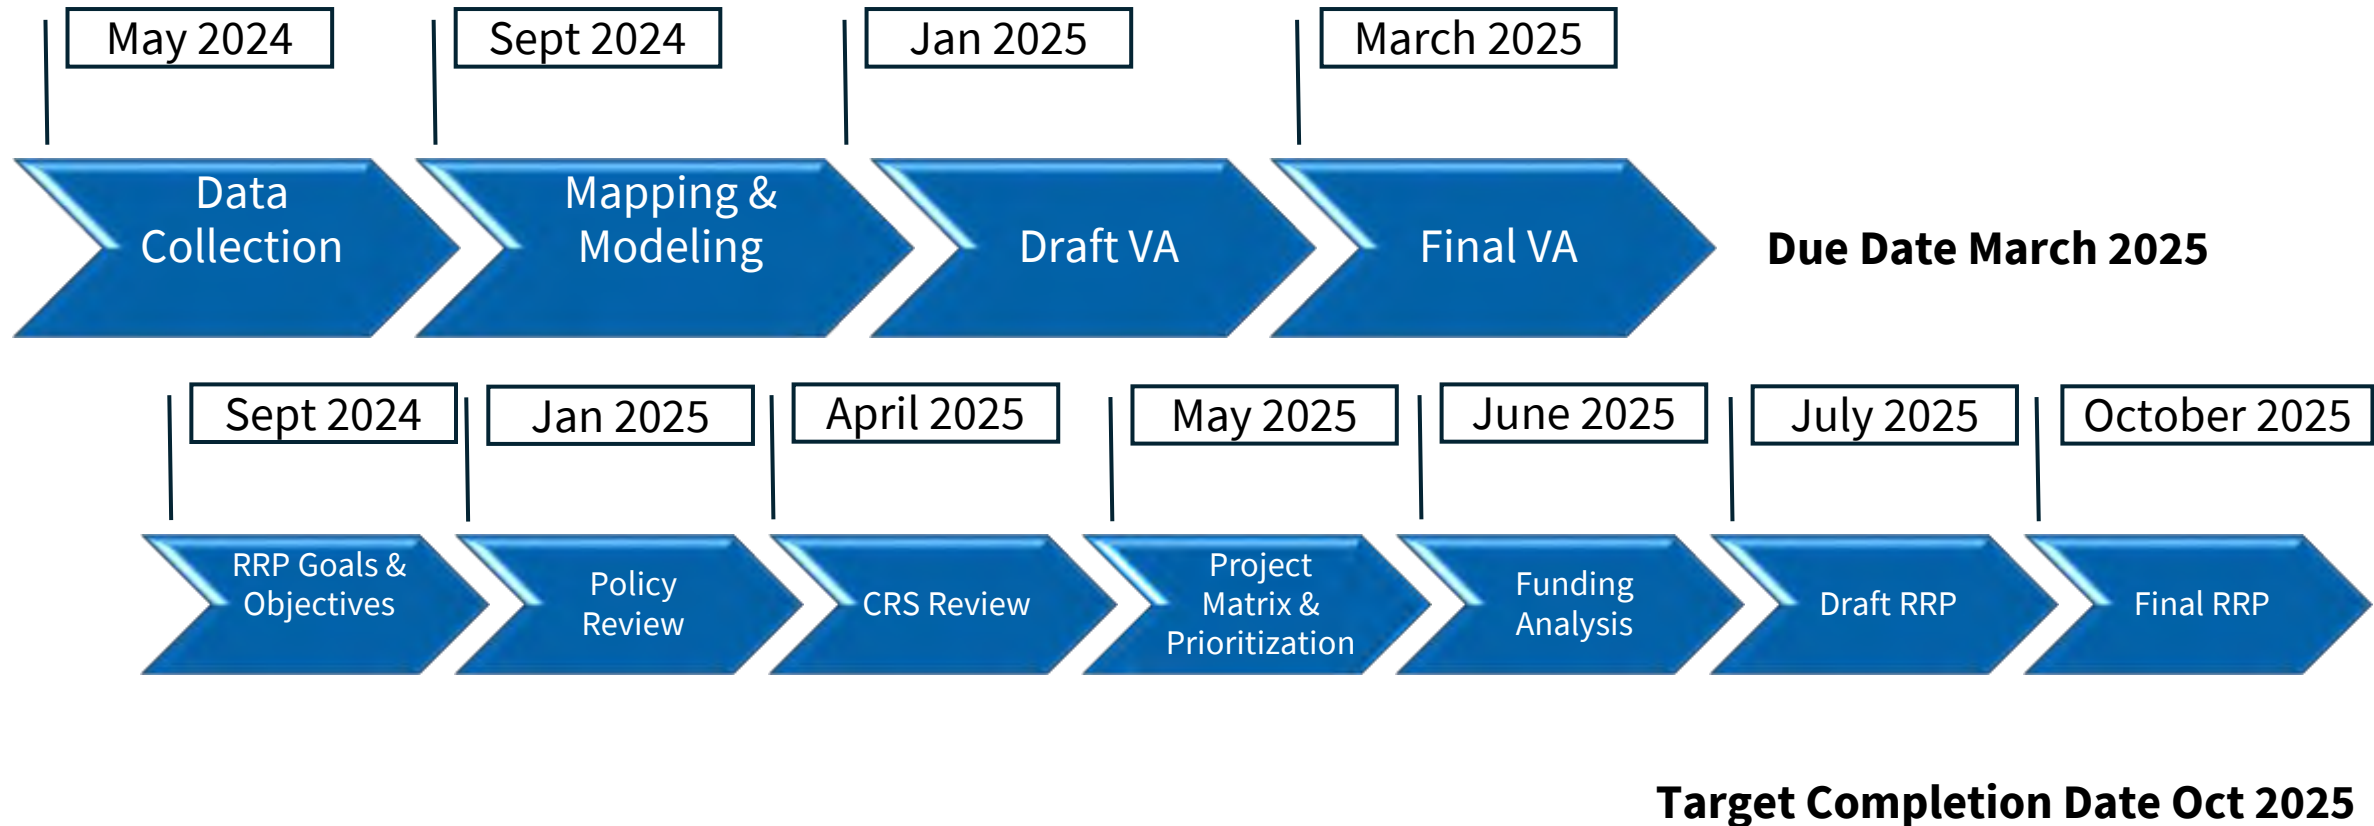 May 2024
Sept 2024
Jan 2025
March 2025
Data
Collection
Mapping &
Modeling
Draft VA
Final VA
Due Date March 2025
Sept 2024
Jan 2025
April 2025
May 2025
June 2025
July 2025
October 2025
RRP Goals &
Objectives
Policy
Review
CRS Review
Project
Matrix &
Prioritization
Funding
Analysis
Draft RRP
Final RRP
Target Completion Date Oct 2025